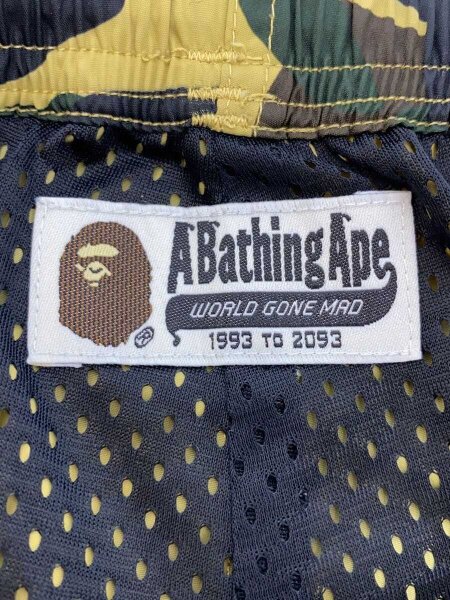 A Bathing Ape
WORLD GONE MAD
1993 TO 2093
®